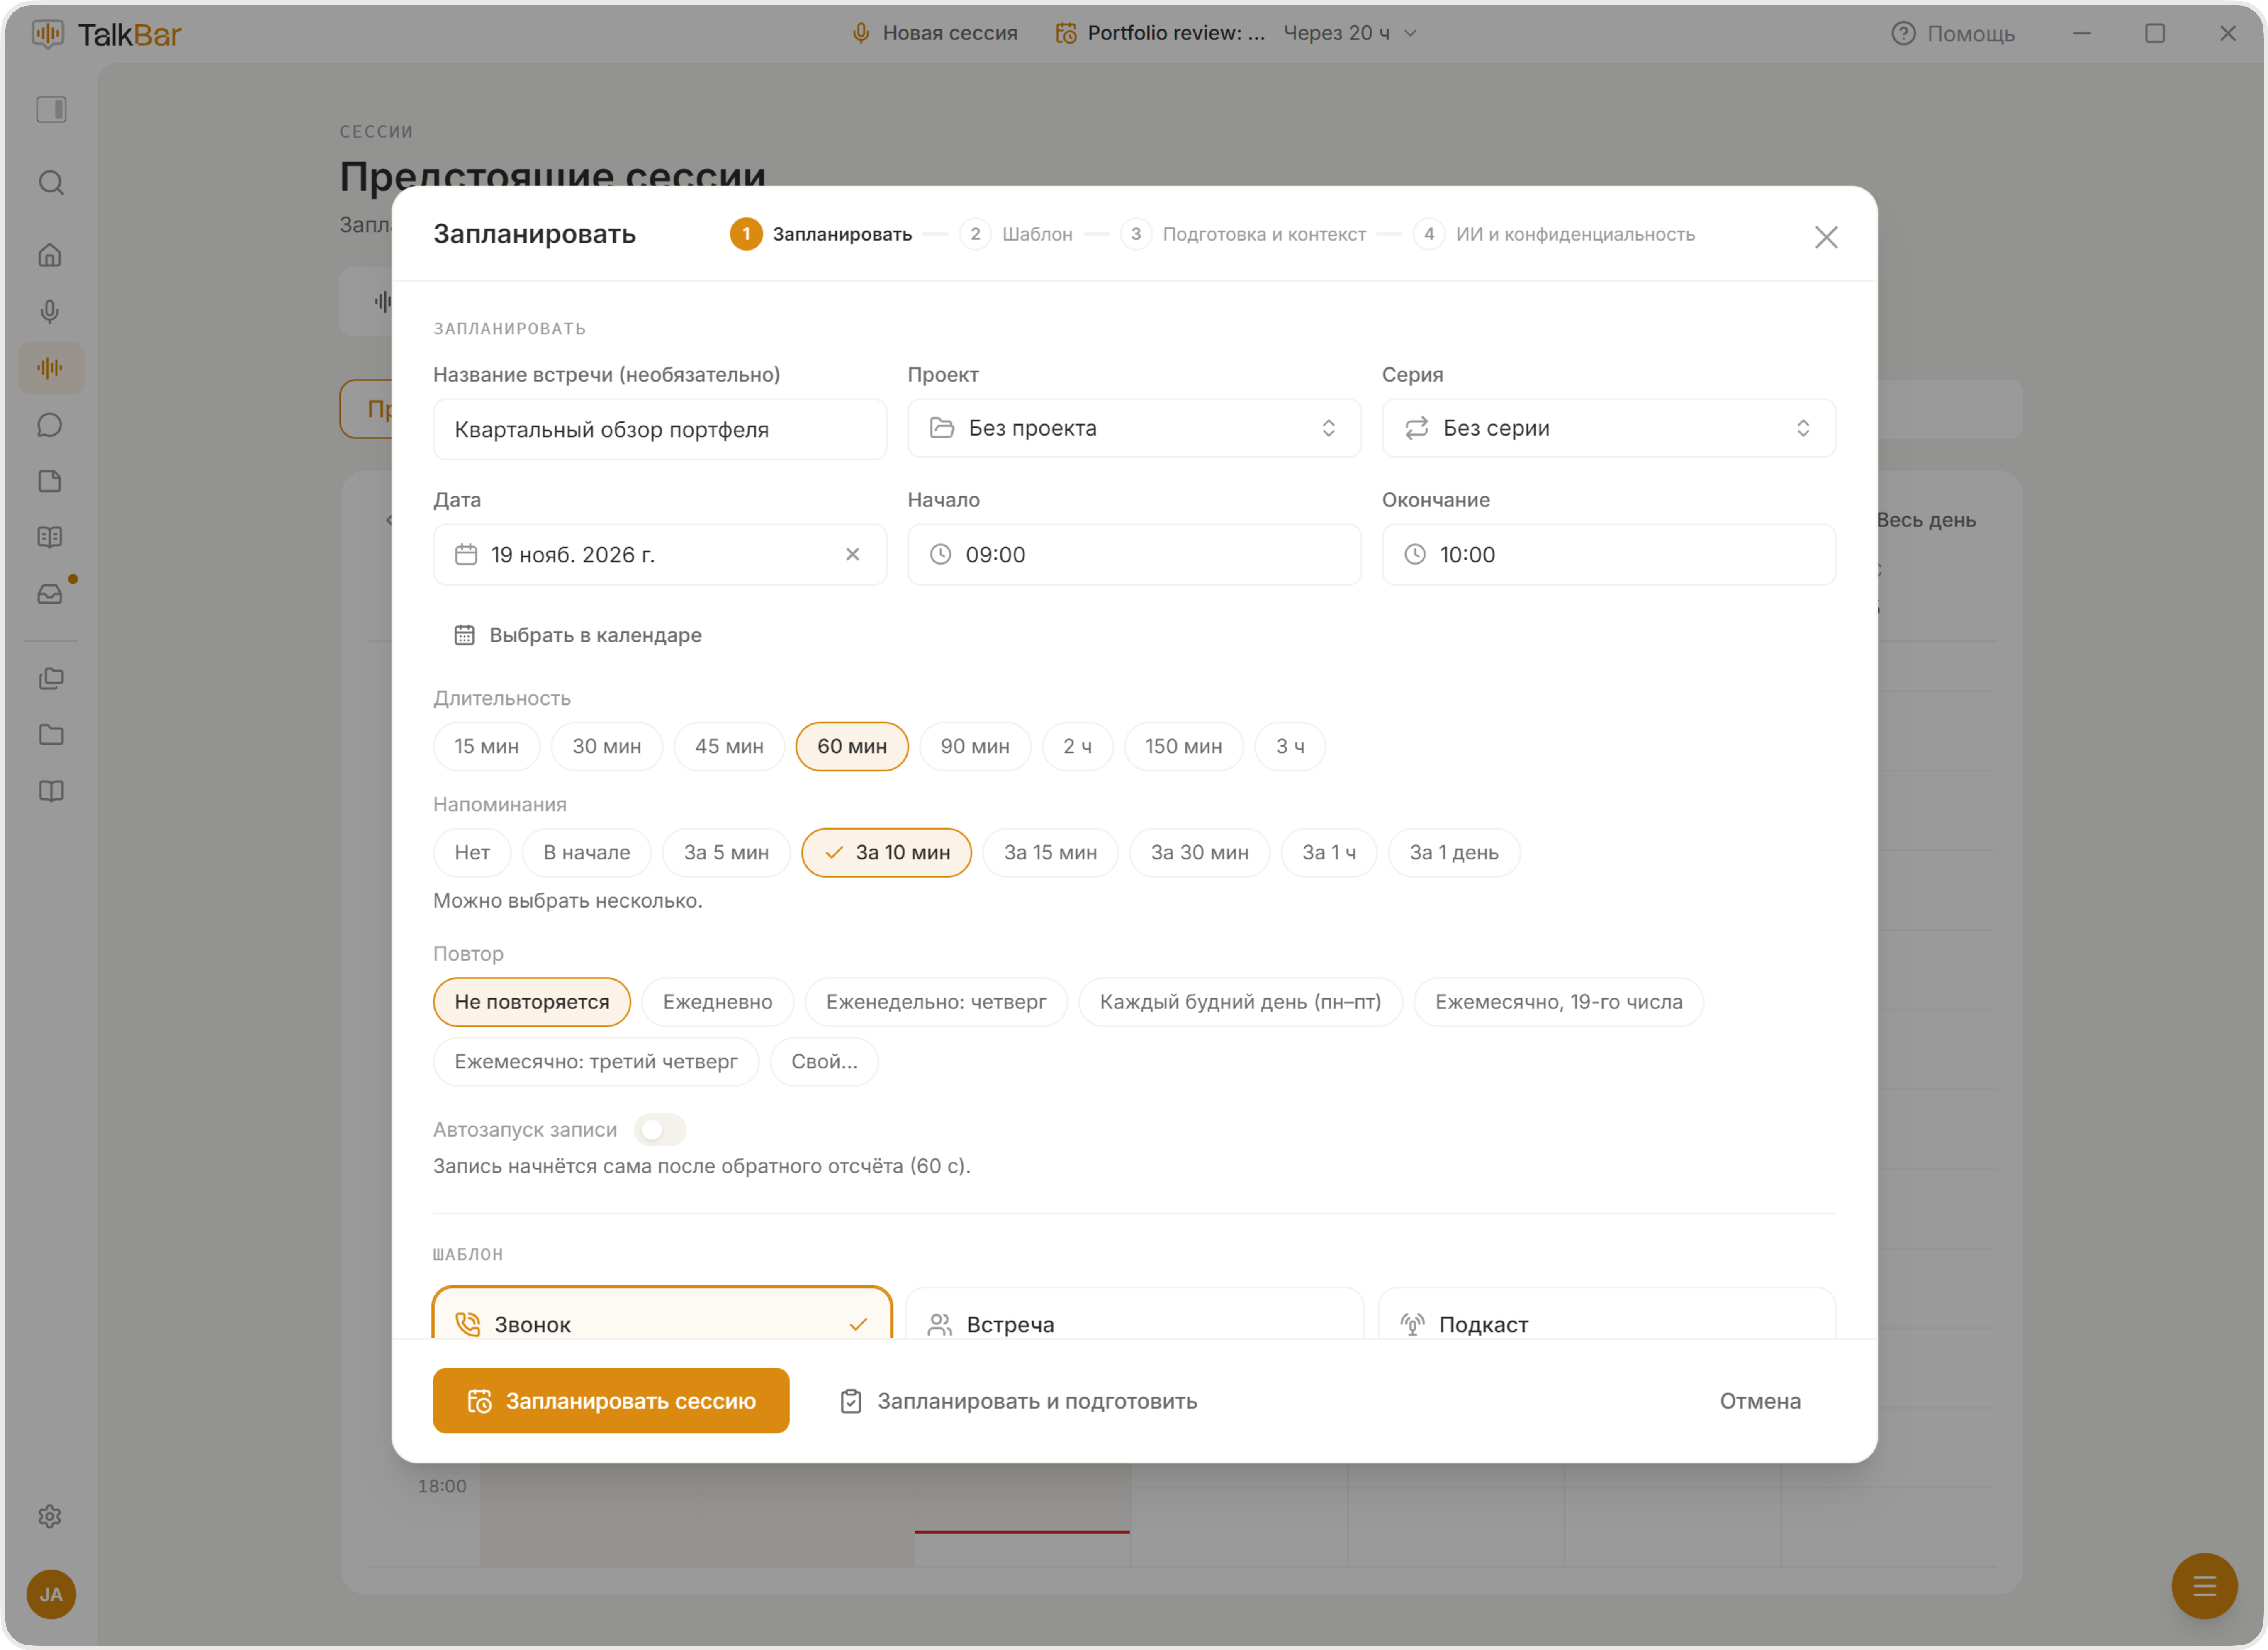 TalkBar
Новая сессия
Portfolio review: ...
Через 20 ч
Помощь
СЕССИИ
Предстоящие сессии
Запланировать
1 Запланировать
2 Шаблон
3 Подготовка и контекст
4 ИИ и конфиденциальность
ЗАПЛАНИРОВАТЬ
Название встречи (необязательно)
Проект
Серия
Квартальный обзор портфеля
Без проекта
Без серии
Дата
Начало
Окончание
Весь день
19 нояб. 2026 г.
09:00
10:00
Выбрать в календаре
Длительность
15 мин
30 мин
45 мин
60 мин
90 мин
2 ч
150 мин
3 ч
Напоминания
Нет
В начале
За 5 мин
За 10 мин
За 15 мин
За 30 мин
За 1 ч
За 1 день
Можно выбрать несколько.
Повтор
Не повторяется
Ежедневно
Еженедельно: четверг
Каждый будний день (пн–пт)
Ежемесячно, 19-го числа
Ежемесячно: третий четверг
Свой...
Автозапуск записи
Запись начнётся сама после обратного отсчёта (60 с).
ШАБЛОН
Звонок
Встреча
Подкаст
Запланировать сессию
Запланировать и подготовить
Отмена
18:00
JA